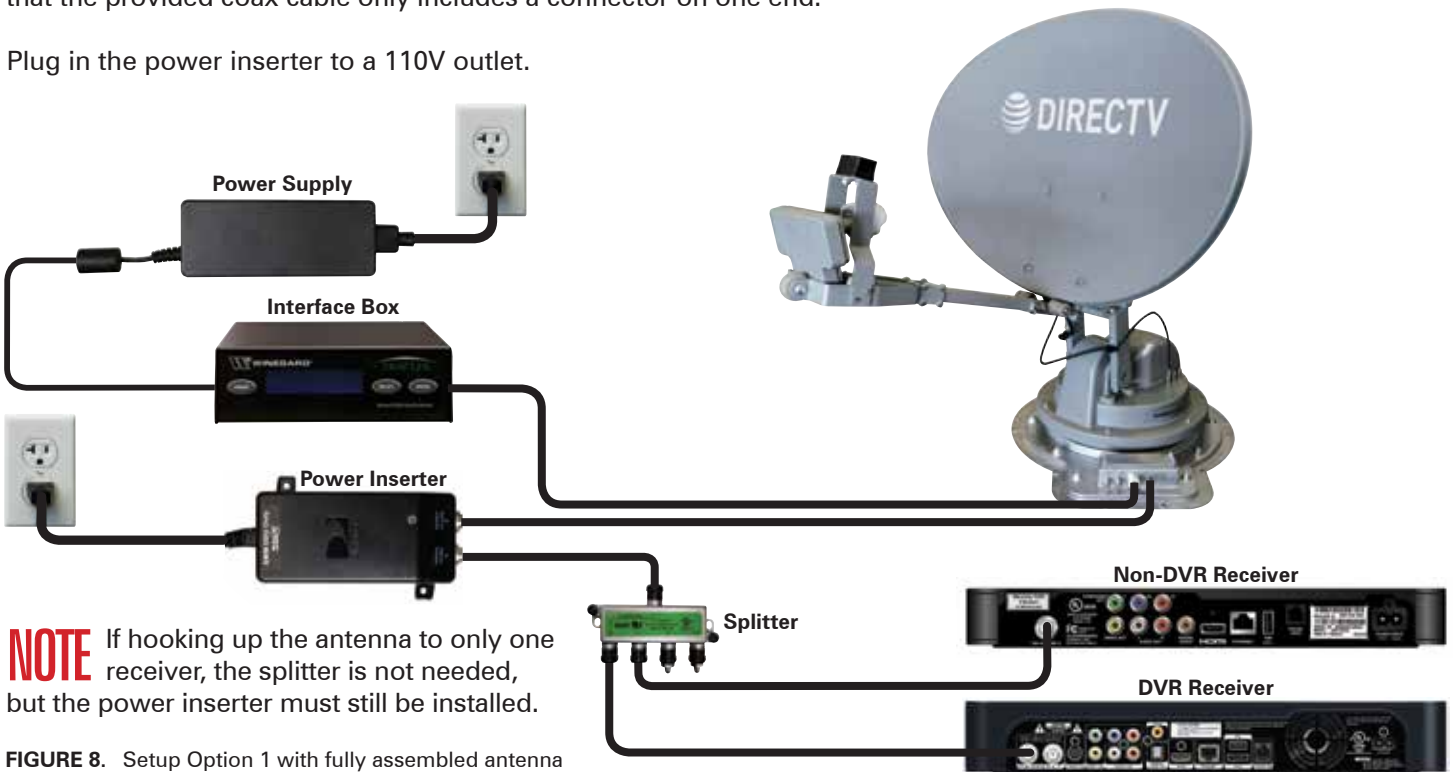 that the provided coax cable only includes a connector on one end.
Plug in the power inserter to a 110V outlet.
DIRECTV
Power Supply
Interface Box
WINEGARD
Power Inserter
Non-DVR Receiver
Splitter
DVR Receiver
NOTE If hooking up the antenna to only one
receiver, the splitter is not needed,
but the power inserter must still be installed.
FIGURE 8. Setup Option 1 with fully assembled antenna